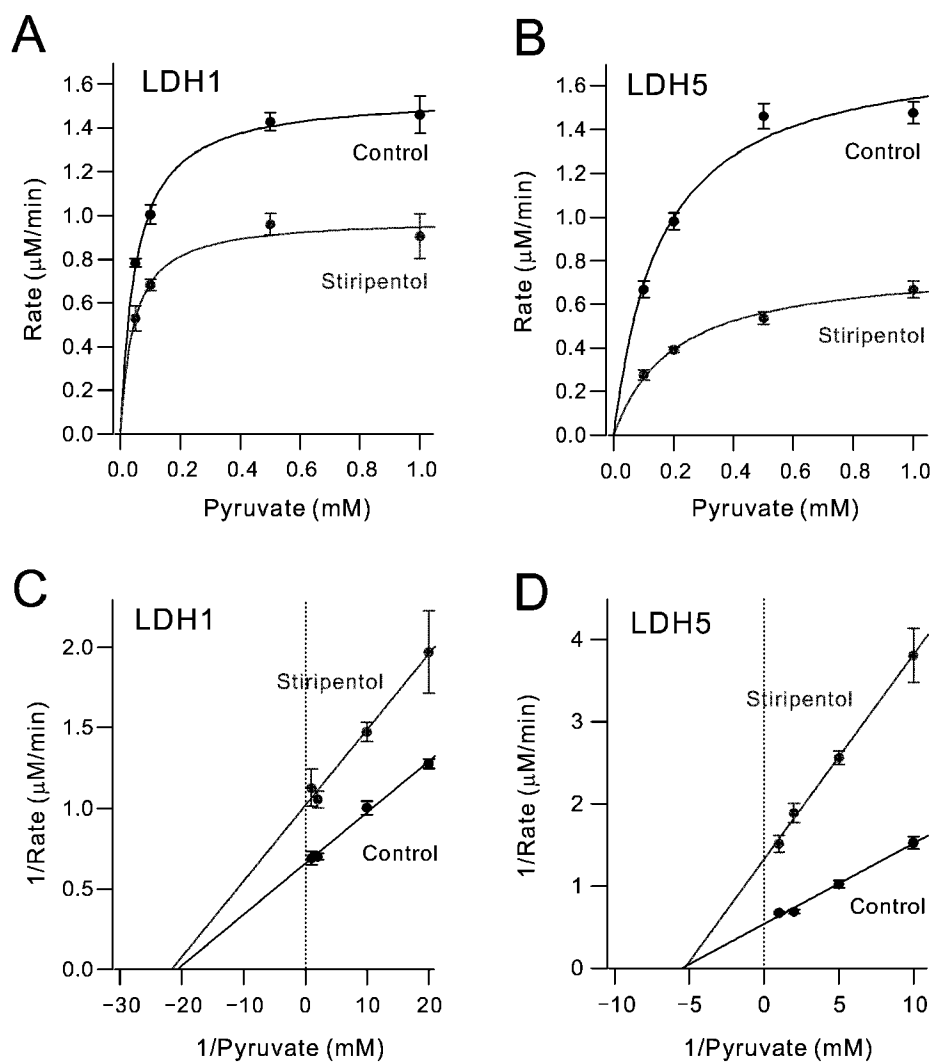 A
LDH1
Rate (μM/min)
1.6
1.4
1.2
1.0
0.8
0.6
0.4
0.2
0.0
Control
Stiripentol
0.0 0.2 0.4 0.6 0.8 1.0
Pyruvate (mM)
B
LDH5
Rate (μM/min)
1.6
1.4
1.2
1.0
0.8
0.6
0.4
0.2
0.0
Control
Stiripentol
0.0 0.2 0.4 0.6 0.8 1.0
Pyruvate (mM)
C
LDH1
1/Rate (μM/min)
2.0
1.5
1.0
0.5
0.0
Stiripentol
Control
−30 −20 −10 0 10 20
1/Pyruvate (mM)
D
LDH5
1/Rate (μM/min)
4
3
2
1
0
Stiripentol
Control
−10 −5 0 5 10
1/Pyruvate (mM)